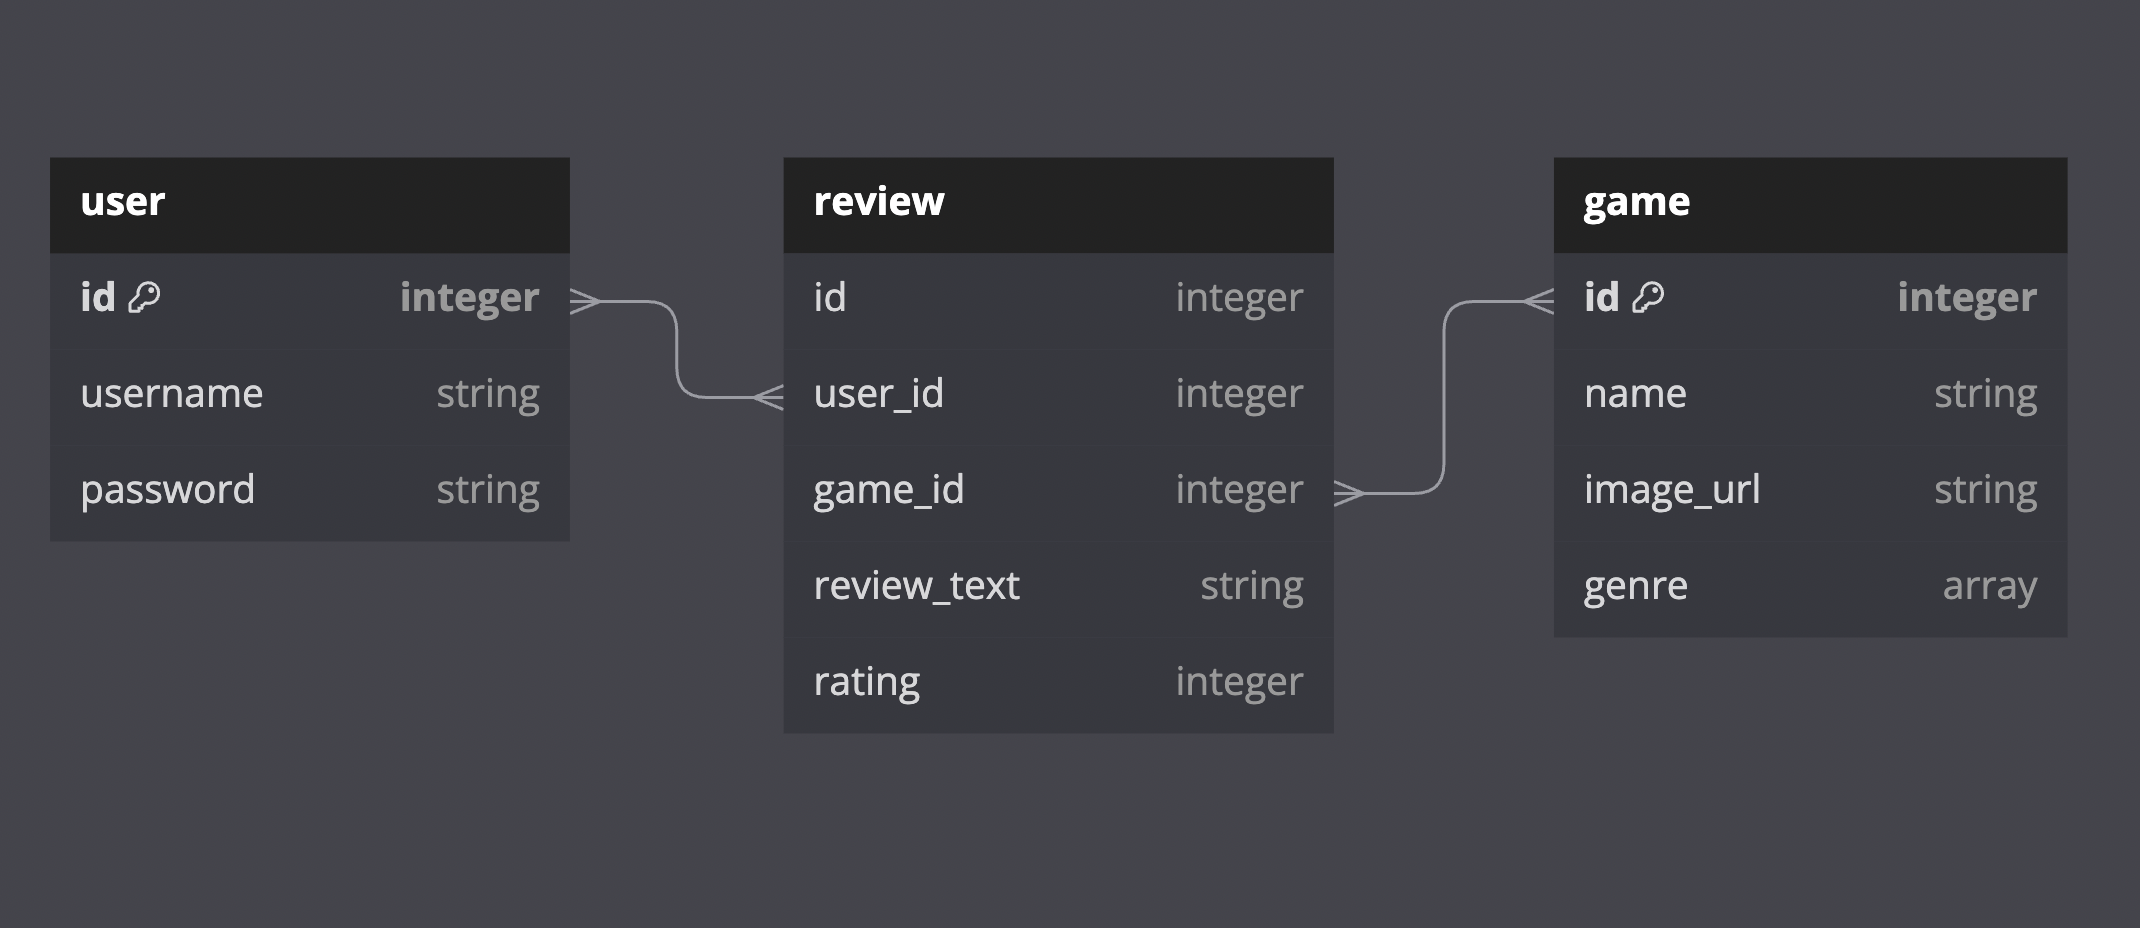 user
id integer
username string
password string
review
id integer
user_id integer
game_id integer
review_text string
rating integer
game
id integer
name string
image_url string
genre array